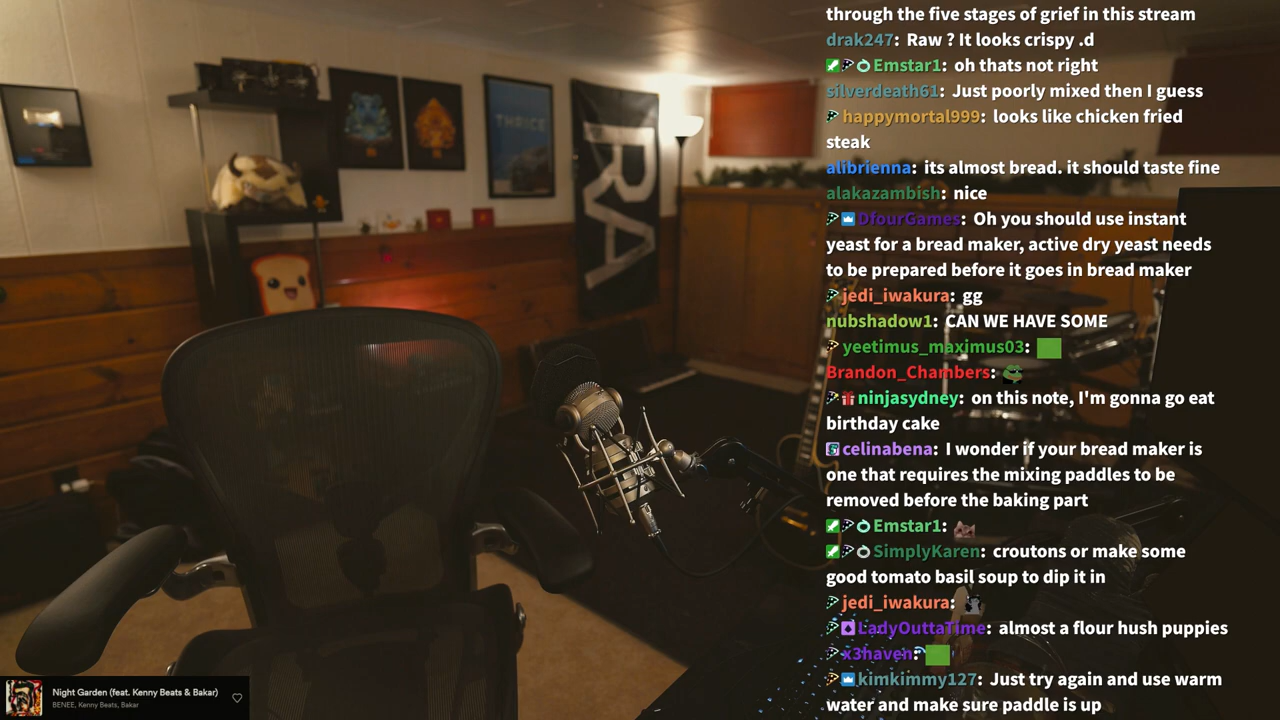 THRICE
RA
through the five stages of grief in this stream
drak247: Raw ? It looks crispy .d
Emstar1: oh thats not right
silverdeath61: Just poorly mixed then I guess
happymortal999: looks like chicken fried
steak
alibrienna: its almost bread. it should taste fine
alakazambish: nice
DfourGames: Oh you should use instant
yeast for a bread maker, active dry yeast needs
to be prepared before it goes in bread maker
jedi_iwakura: gg
nubshadow1: CAN WE HAVE SOME
yeetimus_maximus03:
Brandon_Chambers:
ninjasydney: on this note, I'm gonna go eat
birthday cake
celinabena: I wonder if your bread maker is
one that requires the mixing paddles to be
removed before the baking part
Emstar1:
SimplyKaren: croutons or make some
good tomato basil soup to dip it in
jedi_iwakura:
LadyOuttaTime: almost a flour hush puppies
x3haven:
kimkimmy127: Just try again and use warm
water and make sure paddle is up
Night Garden (feat. Kenny Beats & Bakar)
BENEE, Kenny Beats, Bakar